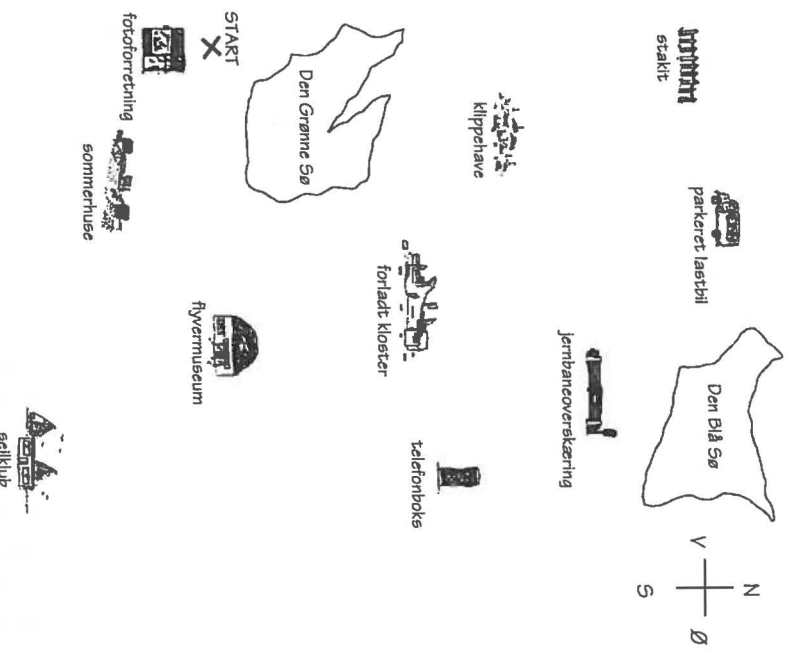 N
Den Blå Sø
parkeret lastbil
V
Ø
stakit
S
jernbaneoverskæring
klippehave
telefonboks
forladt kloster
Den Grønne Sø
START
flyvermuseum
fotoforretning
sommerhuse
sejlklub